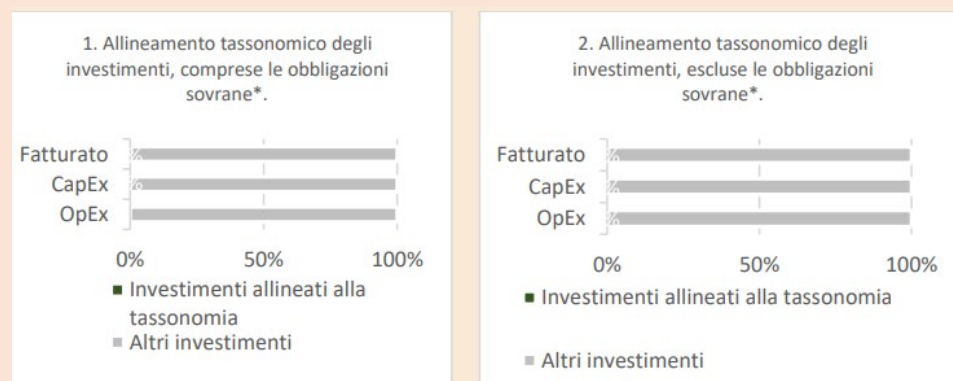 1. Allineamento tassonomico degli
investimenti, comprese le obbligazioni
sovrane*.
Fatturato
CapEx
OpEx
0% 50% 100%
Investimenti allineati alla
tassonomia
Altri investimenti
2. Allineamento tassonomico degli
investimenti, escluse le obbligazioni
sovrane*.
Fatturato
CapEx
OpEx
0% 50% 100%
Investimenti allineati alla tassonomia
Altri investimenti